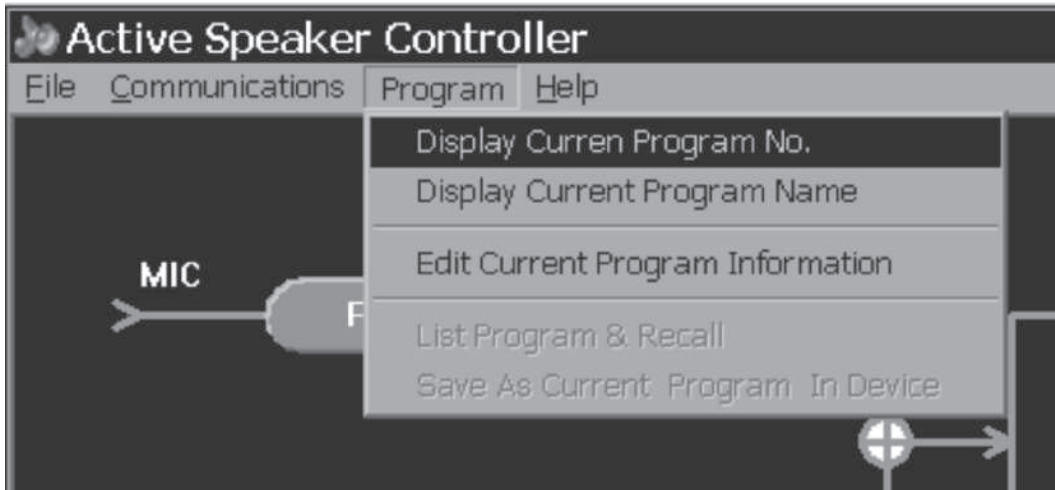 Active Speaker Controller
File Communications Program Help
Display Curren Program No.
Display Current Program Name
Edit Current Program Information
MIC
List Program & Recall
Save As Current Program In Device